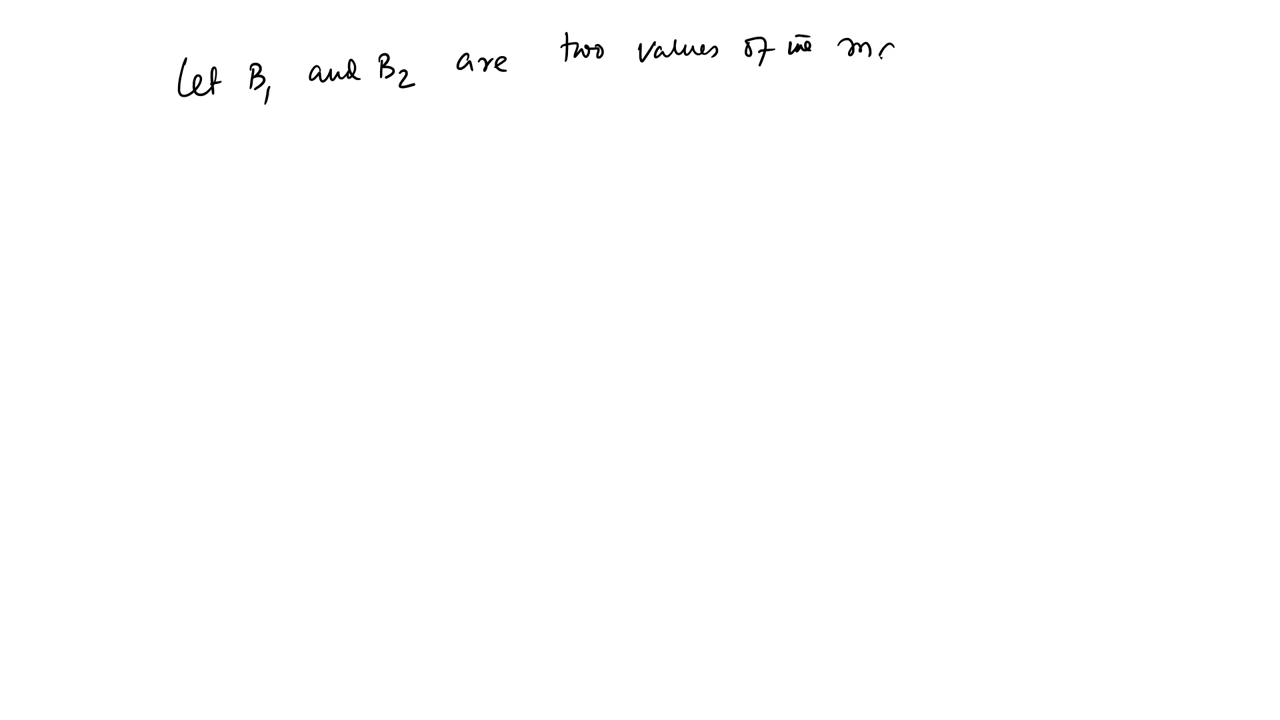 Let B₁ and B₂ are two values of the